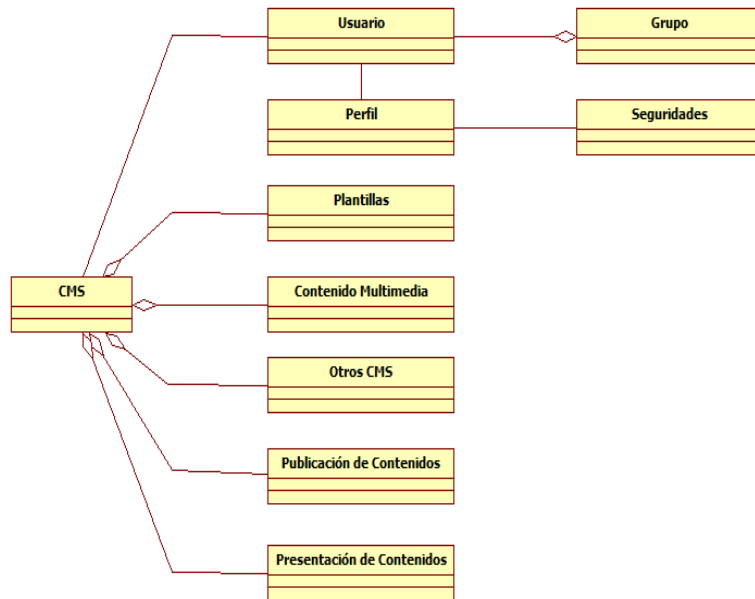 Usuario
Grupo
Perfil
Seguridades
Plantillas
CMS
Contenido Multimedia
Otros CMS
Publicación de Contenidos
Presentación de Contenidos